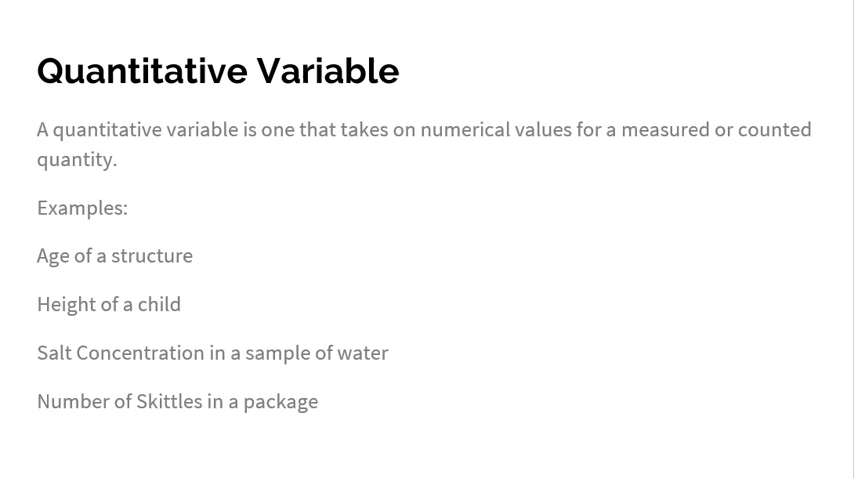 Quantitative Variable
A quantitative variable is one that takes on numerical values for a measured or counted
quantity.
Examples:
Age of a structure
Height of a child
Salt Concentration in a sample of water
Number of Skittles in a package